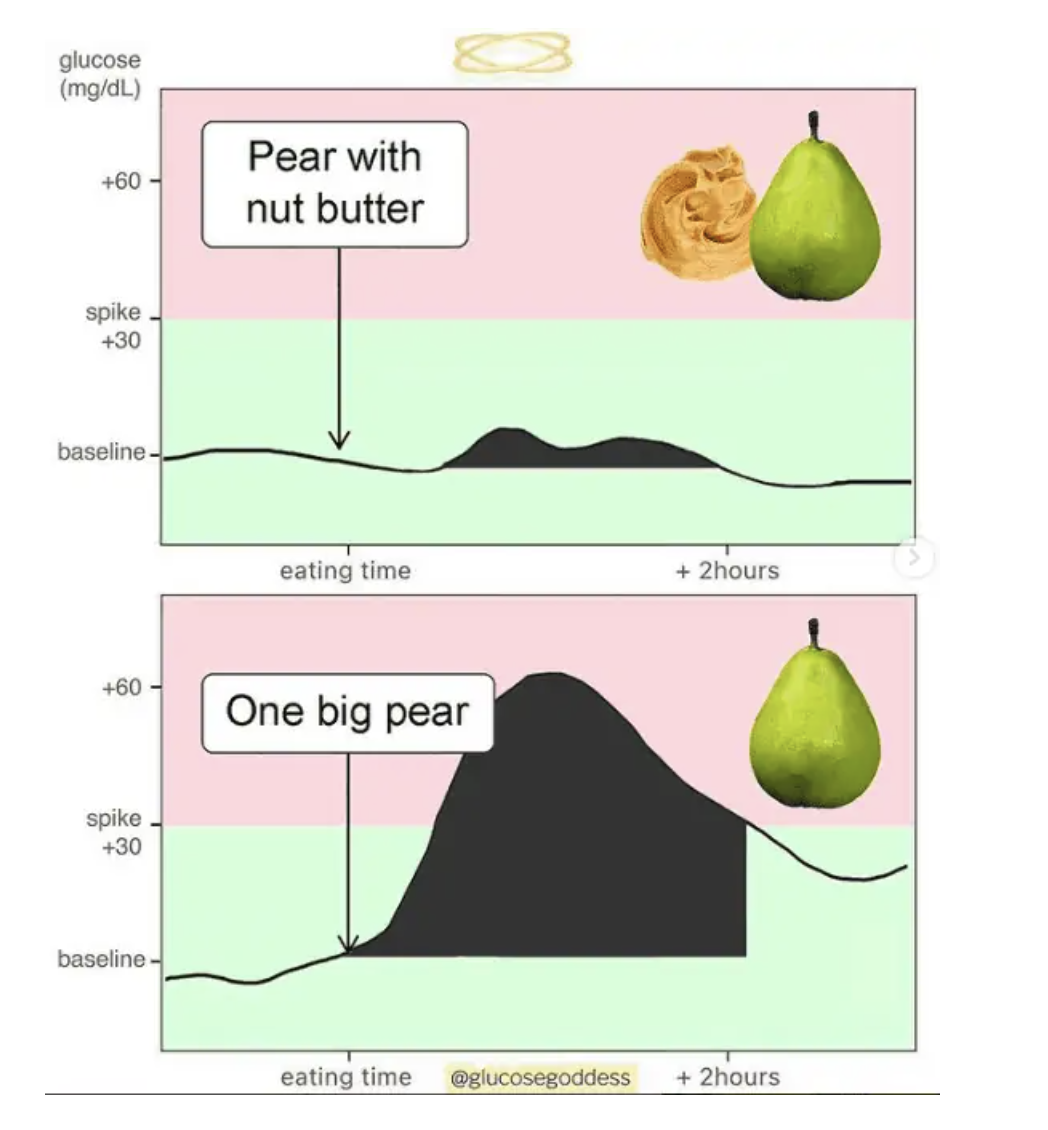 glucose
(mg/dL)
Pear with
nut butter
+60
spike
+30
baseline
eating time
+ 2hours
+60
One big pear
spike
+30
baseline
eating time
@glucosegoddess
+ 2hours